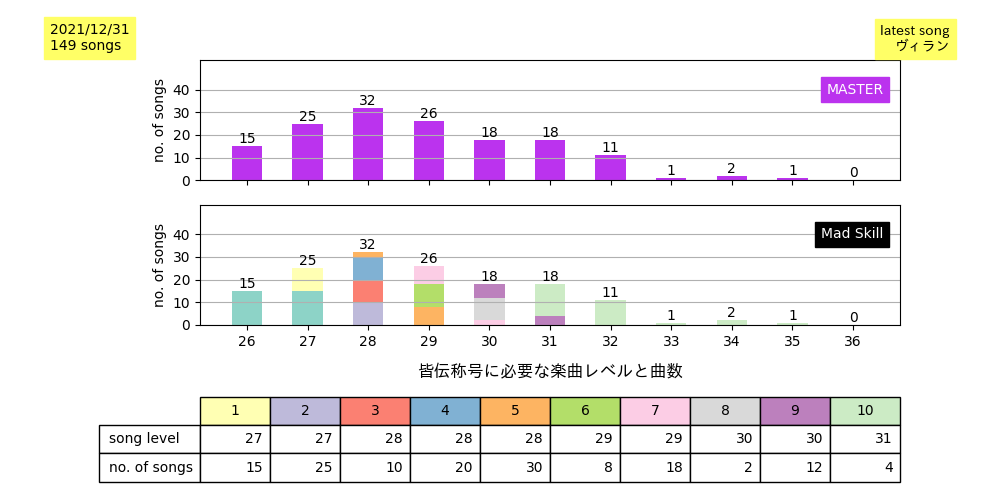 2021/12/31
149 songs
latest song
ヴィラン
no. of songs
40
30
20
10
0
15 25 32 26 18 18 11 1 2 1 0
MASTER
no. of songs
40
30
20
10
0
15 25 32 26 18 18 11 1 2 1 0
Mad Skill
26 27 28 29 30 31 32 33 34 35 36
皆伝称号に必要な楽曲レベルと曲数
1 2 3 4 5 6 7 8 9 10
song level 27 27 28 28 28 29 29 30 30 31
no. of songs 15 25 10 20 30 8 18 2 12 4